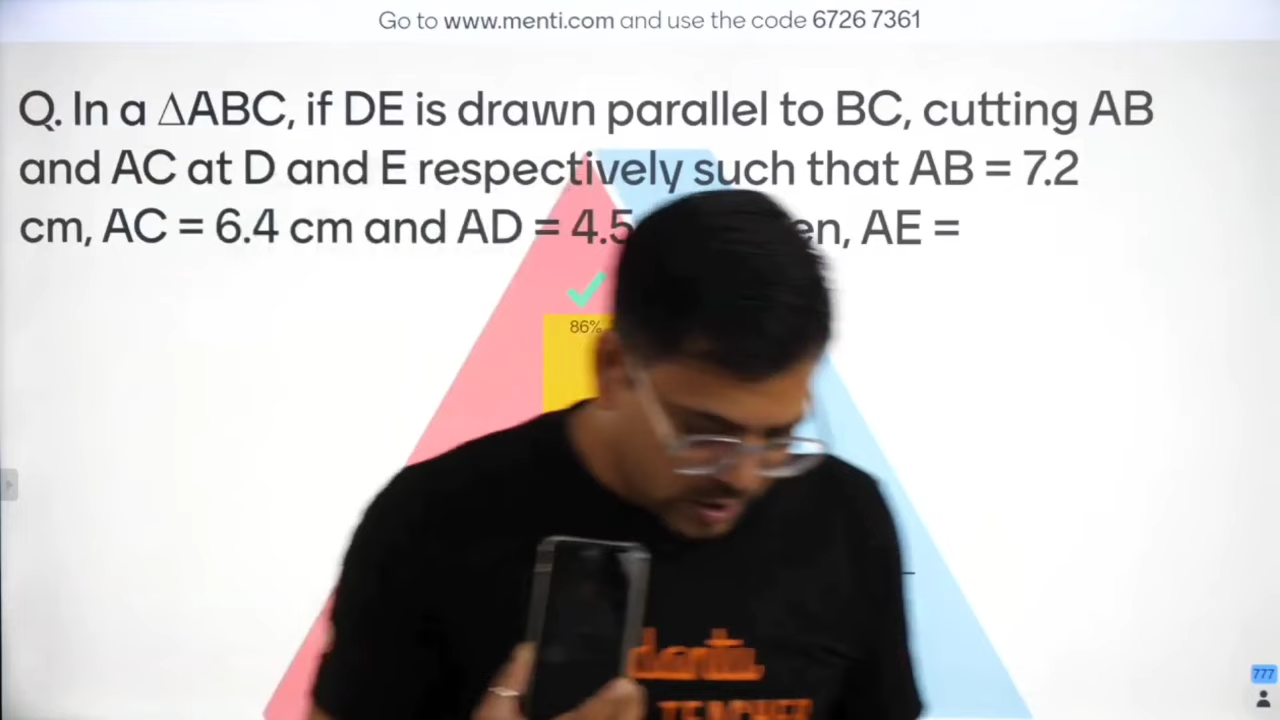 Go to www.menti.com and use the code 6726 7361
Q. In a ΔABC, if DE is drawn parallel to BC, cutting AB
and AC at D and E respectively such that AB = 7.2
cm, AC = 6.4 cm and AD = 4.5 AE =
86%
TEACHER
777